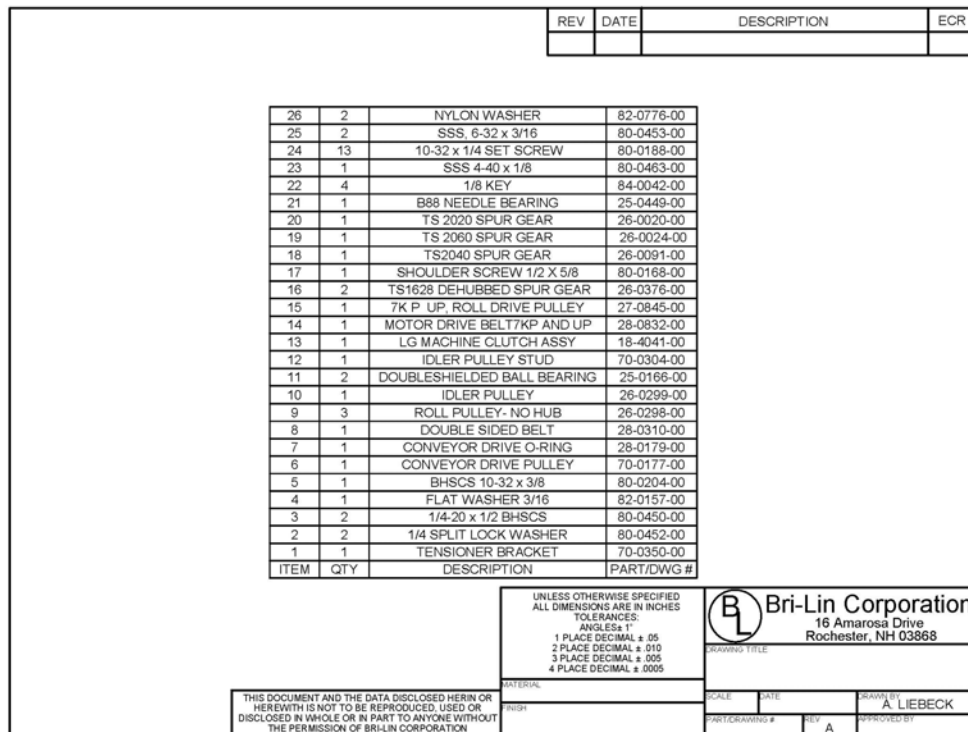 REV DATE DESCRIPTION ECR
26 2 NYLON WASHER 82-0776-00
25 2 SSS, 6-32 x 3/16 80-0453-00
24 13 10-32 x 1/4 SET SCREW 80-0188-00
23 1 SSS 4-40 x 1/8 80-0463-00
22 4 1/8 KEY 84-0042-00
21 1 B88 NEEDLE BEARING 25-0449-00
20 1 TS 2020 SPUR GEAR 26-0020-00
19 1 TS 2060 SPUR GEAR 26-0024-00
18 1 TS2040 SPUR GEAR 26-0091-00
17 1 SHOULDER SCREW 1/2 X 5/8 80-0168-00
16 2 TS1628 DEHUBBED SPUR GEAR 26-0376-00
15 1 7K P UP, ROLL DRIVE PULLEY 27-0845-00
14 1 MOTOR DRIVE BELT7KP AND UP 28-0832-00
13 1 LG MACHINE CLUTCH ASSY 18-4041-00
12 1 IDLER PULLEY STUD 70-0304-00
11 2 DOUBLESHIELDED BALL BEARING 25-0166-00
10 1 IDLER PULLEY 26-0299-00
9 3 ROLL PULLEY- NO HUB 26-0298-00
8 1 DOUBLE SIDED BELT 28-0310-00
7 1 CONVEYOR DRIVE O-RING 28-0179-00
6 1 CONVEYOR DRIVE PULLEY 70-0177-00
5 1 BHSCS 10-32 x 3/8 80-0204-00
4 1 FLAT WASHER 3/16 82-0157-00
3 2 1/4-20 x 1/2 BHSCS 80-0450-00
2 2 1/4 SPLIT LOCK WASHER 80-0452-00
1 1 TENSIONER BRACKET 70-0350-00
ITEM QTY DESCRIPTION PART/DWG #
UNLESS OTHERWISE SPECIFIED
ALL DIMENSIONS ARE IN INCHES
TOLERANCES:
ANGLES± 1°
1 PLACE DECIMAL ± .05
2 PLACE DECIMAL ± .010
3 PLACE DECIMAL ± .005
4 PLACE DECIMAL ± .0005
MATERIAL
FINISH
BL
Bri-Lin Corporation
16 Amarosa Drive
Rochester, NH 03868
DRAWING TITLE
SCALE DATE DRAWN BY
A. LIEBECK
PART/DRAWING # REV APPROVED BY
A
THIS DOCUMENT AND THE DATA DISCLOSED HERIN OR
HEREWITH IS NOT TO BE REPRODUCED, USED OR
DISCLOSED IN WHOLE OR IN PART TO ANYONE WITHOUT
THE PERMISSION OF BRI-LIN CORPORATION